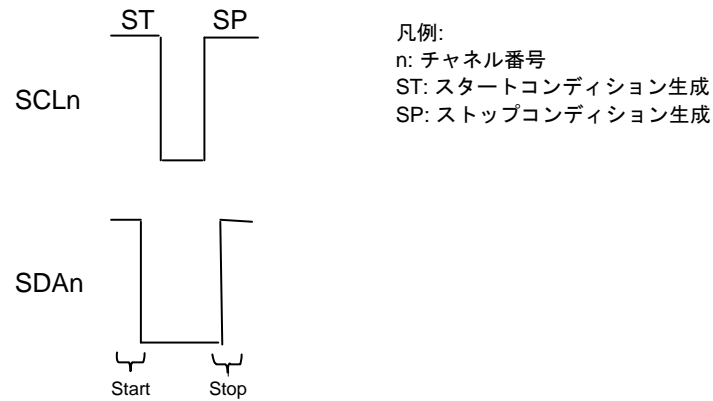 ST SP
SCLn
SDAn
Start Stop
凡例:
n: チャネル番号
ST: スタートコンディション生成
SP: ストップコンディション生成